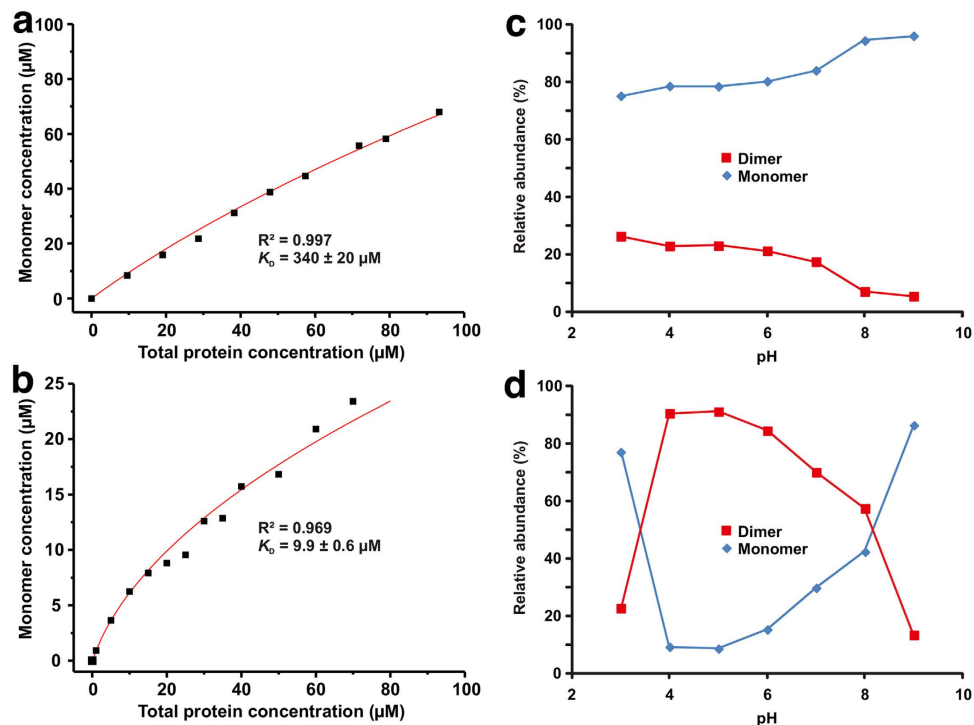 a
100
80
60
40
20
0
Monomer concentration (µM)
R² = 0.997
K_D = 340 ± 20 µM
0 20 40 60 80 100
Total protein concentration (µM)
b
25
20
15
10
5
0
Monomer concentration (µM)
R² = 0.969
K_D = 9.9 ± 0.6 µM
0 20 40 60 80 100
Total protein concentration (µM)
c
100
80
60
40
20
0
Relative abundance (%)
Dimer
Monomer
2 4 6 8 10
pH
d
100
80
60
40
20
0
Relative abundance (%)
Dimer
Monomer
2 4 6 8 10
pH